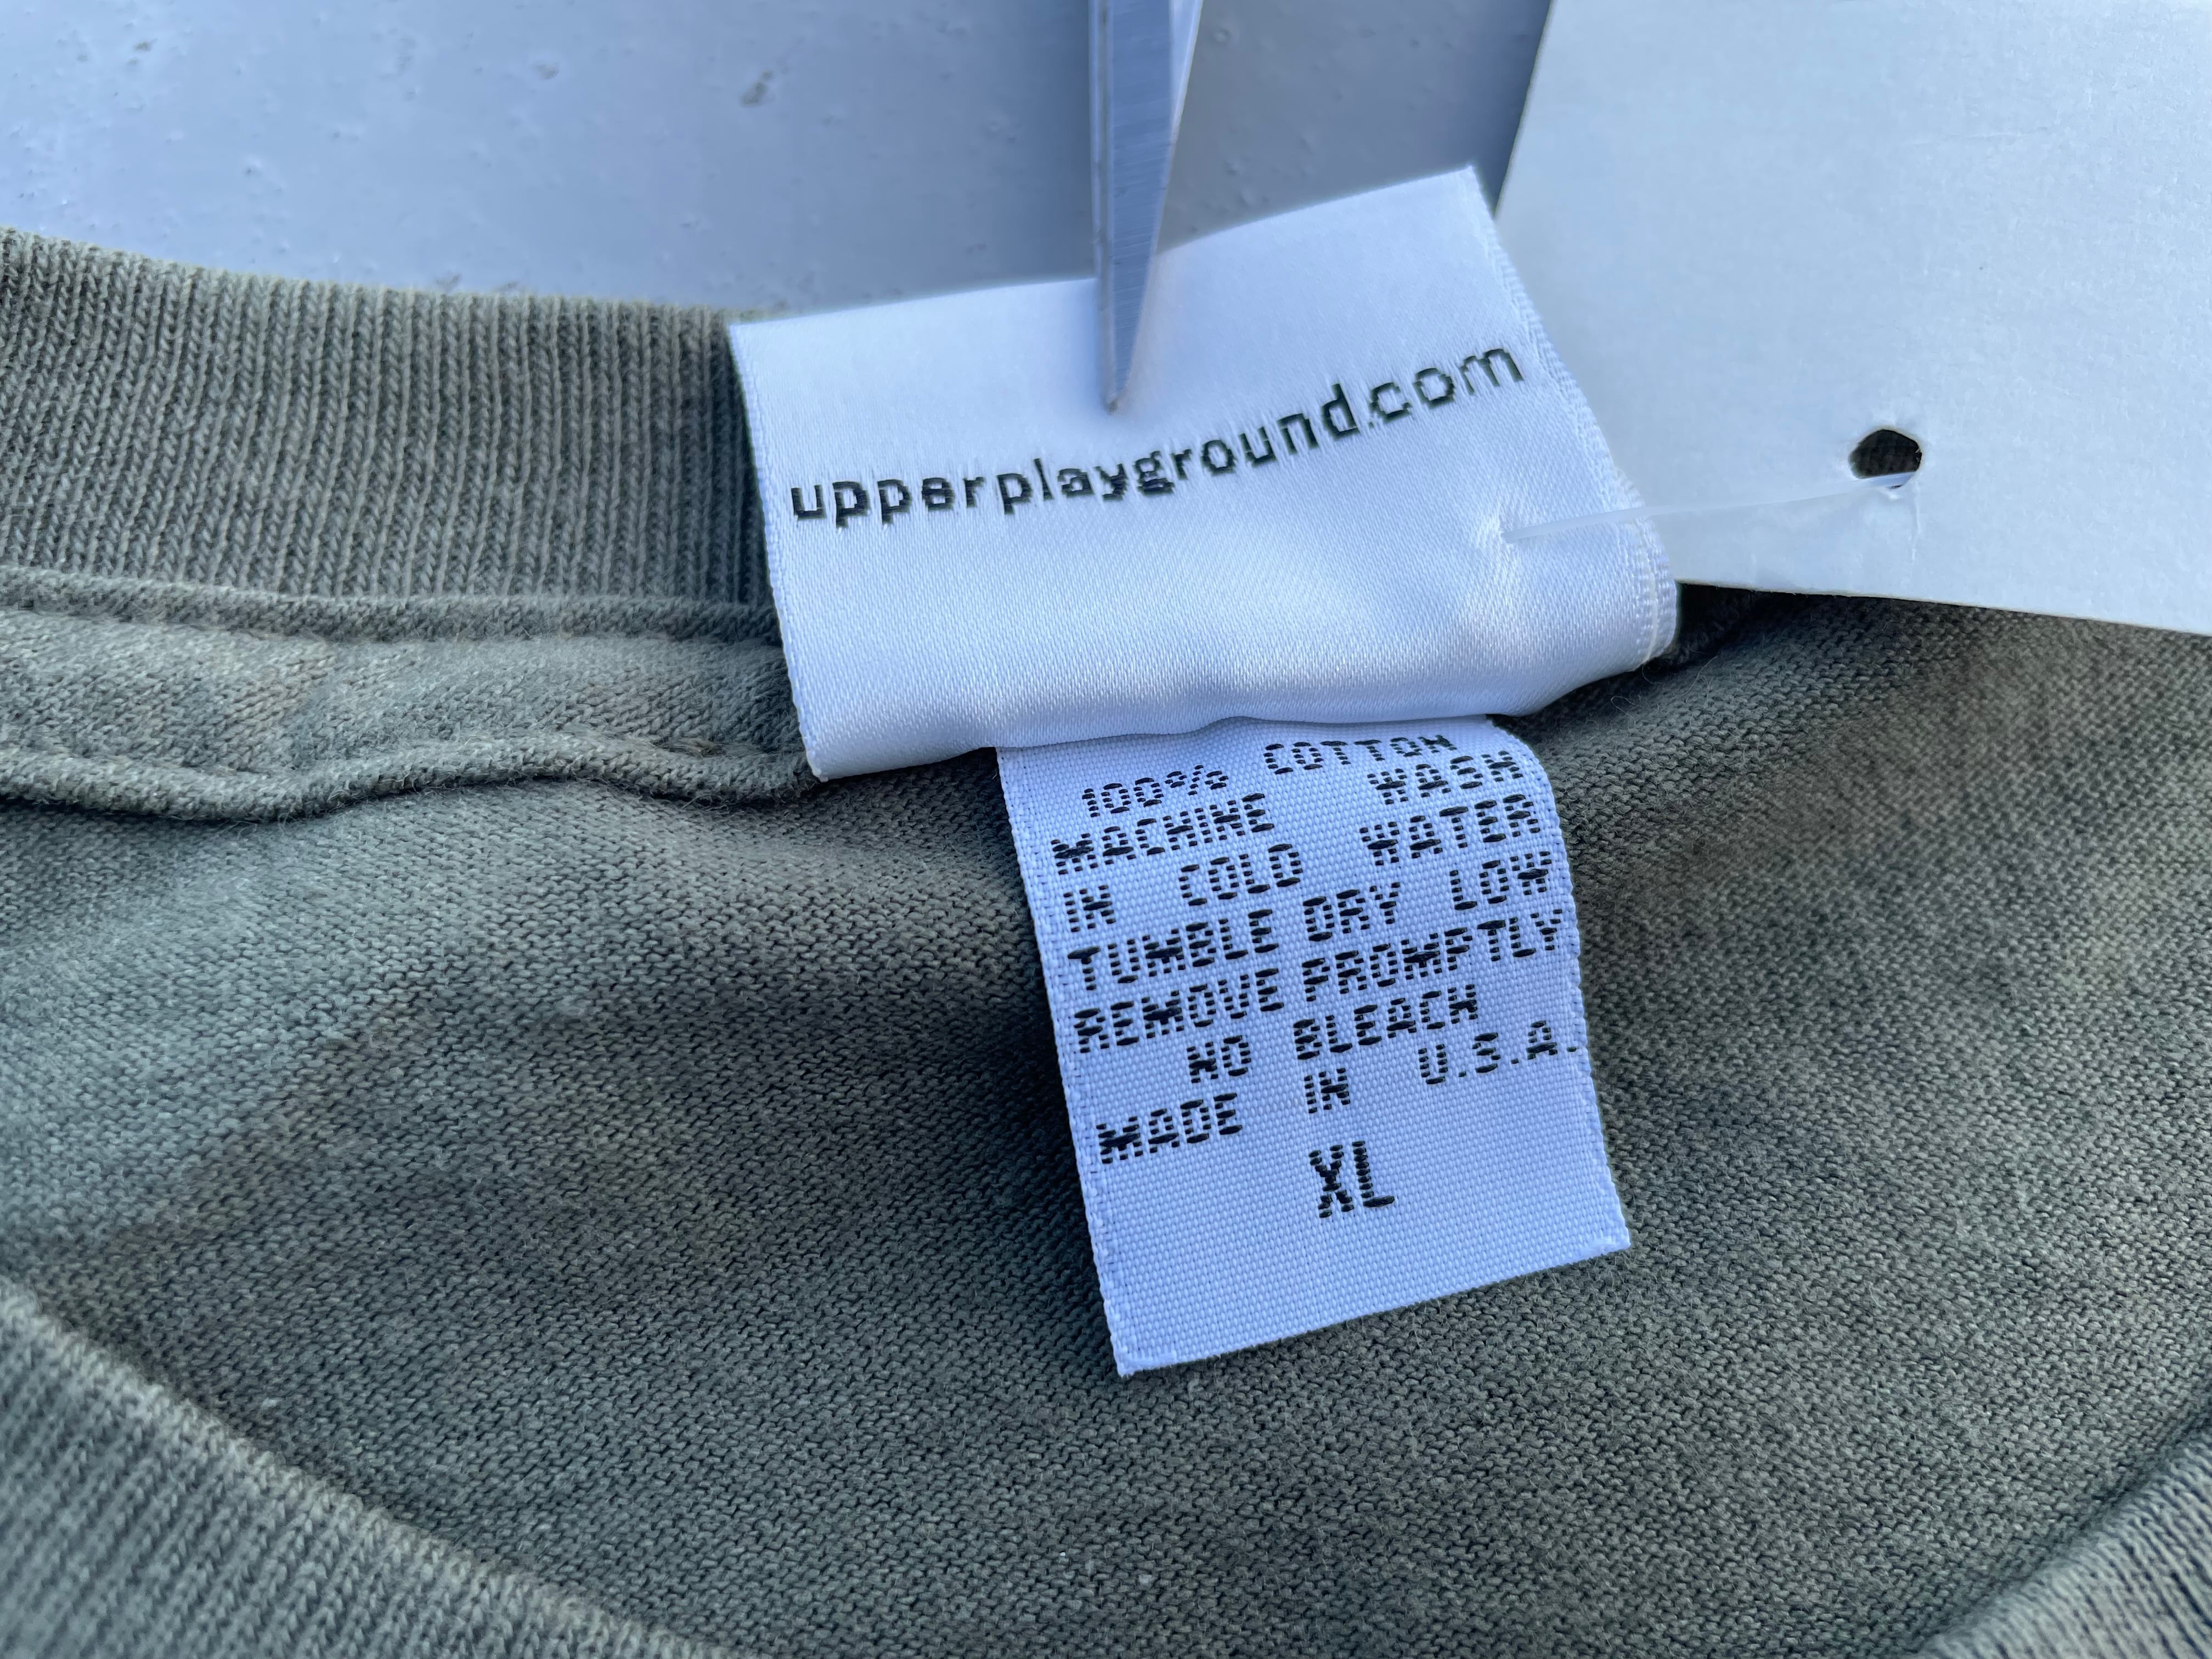 upperplayground.com
100% COTTON
MACHINE WASH
IN COLD WATER
TUMBLE DRY LOW
REMOVE PROMPTLY
NO BLEACH
MADE IN U.S.A.
XL